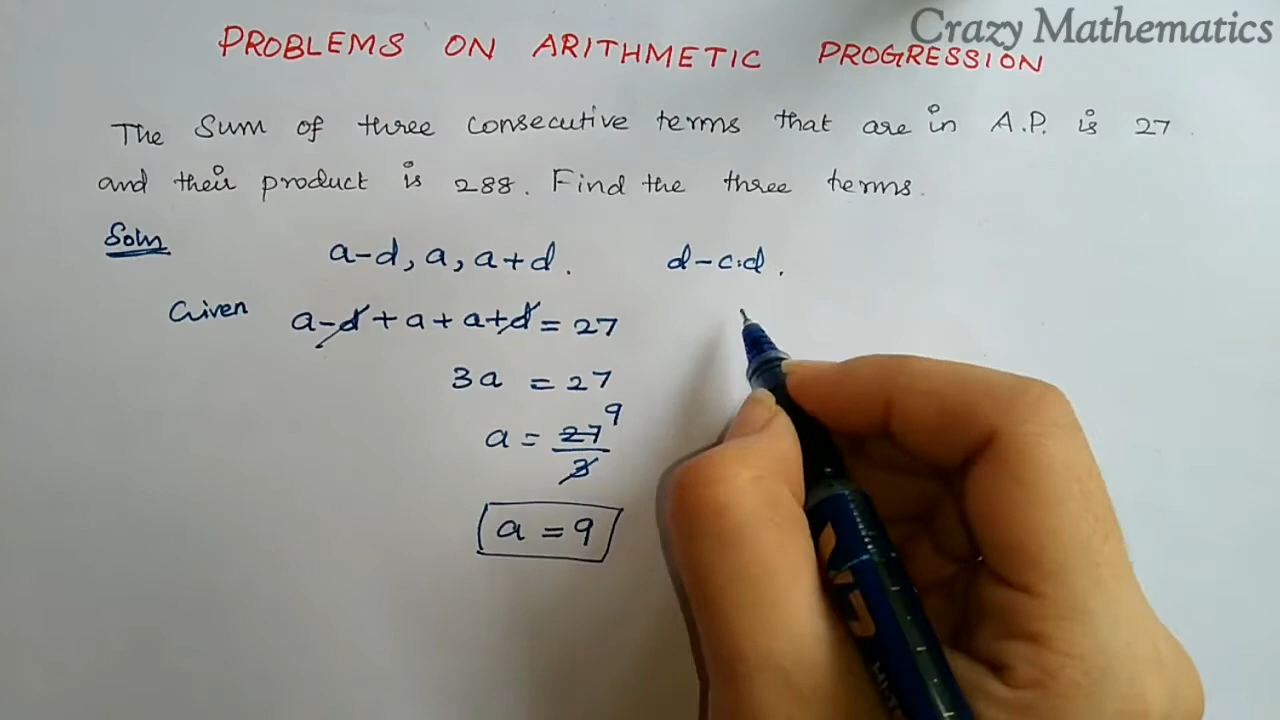 Crazy Mathematics
PROBLEMS ON ARITHMETIC PROGRESSION
The Sum of three consecutive terms that are in A.P. is 27
and their product is 288. Find the three terms.
Soln
a-d, a, a+d. d-c.d.
Given a-d+a+a+d=27
3a = 27
a = 27/3 9
a = 9